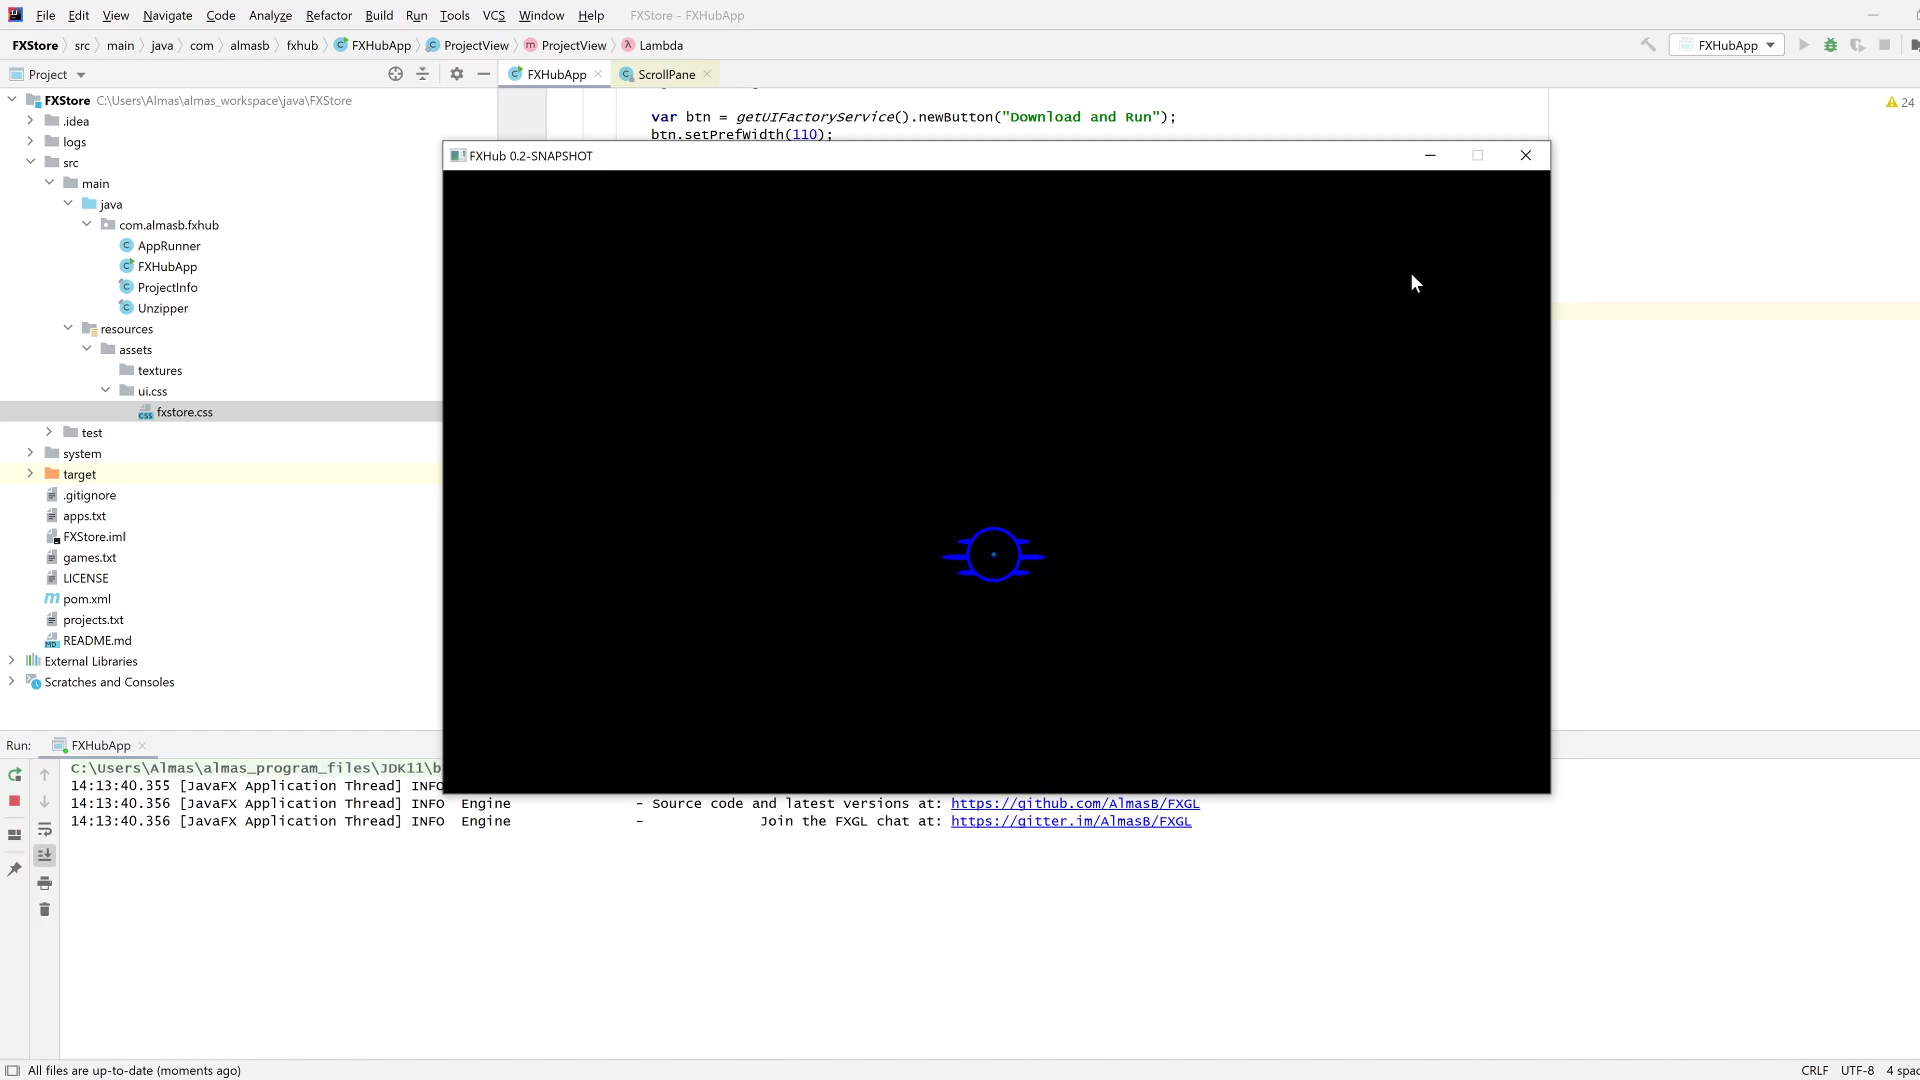 File Edit View Navigate Code Analyze Refactor Build Run Tools VCS Window Help FXStore - FXHubApp
FXStore src main java com almasb fxhub FXHubApp ProjectView ProjectView Lambda FXHubApp
Project FXHubApp ScrollPane
FXStore C:\Users\Almas\almas_workspace\java\FXStore
24
.idea
var btn = getUIFactoryService().newButton("Download and Run");
btn.setPrefWidth(110);
logs
FXHub 0.2-SNAPSHOT
src
main
java
com.almasb.fxhub
AppRunner
FXHubApp
ProjectInfo
Unzipper
resources
assets
textures
ui.css
fxstore.css
test
system
target
.gitignore
apps.txt
FXStore.iml
games.txt
LICENSE
pom.xml
projects.txt
README.md
External Libraries
Scratches and Consoles
Run: FXHubApp
C:\Users\Almas\almas_program_files\JDK11\b
14:13:40.355 [JavaFX Application Thread] INFO
14:13:40.356 [JavaFX Application Thread] INFO Engine - Source code and latest versions at: https://github.com/AlmasB/FXGL
14:13:40.356 [JavaFX Application Thread] INFO Engine - Join the FXGL chat at: https://gitter.im/AlmasB/FXGL
All files are up-to-date (moments ago) CRLF UTF-8 4 spac